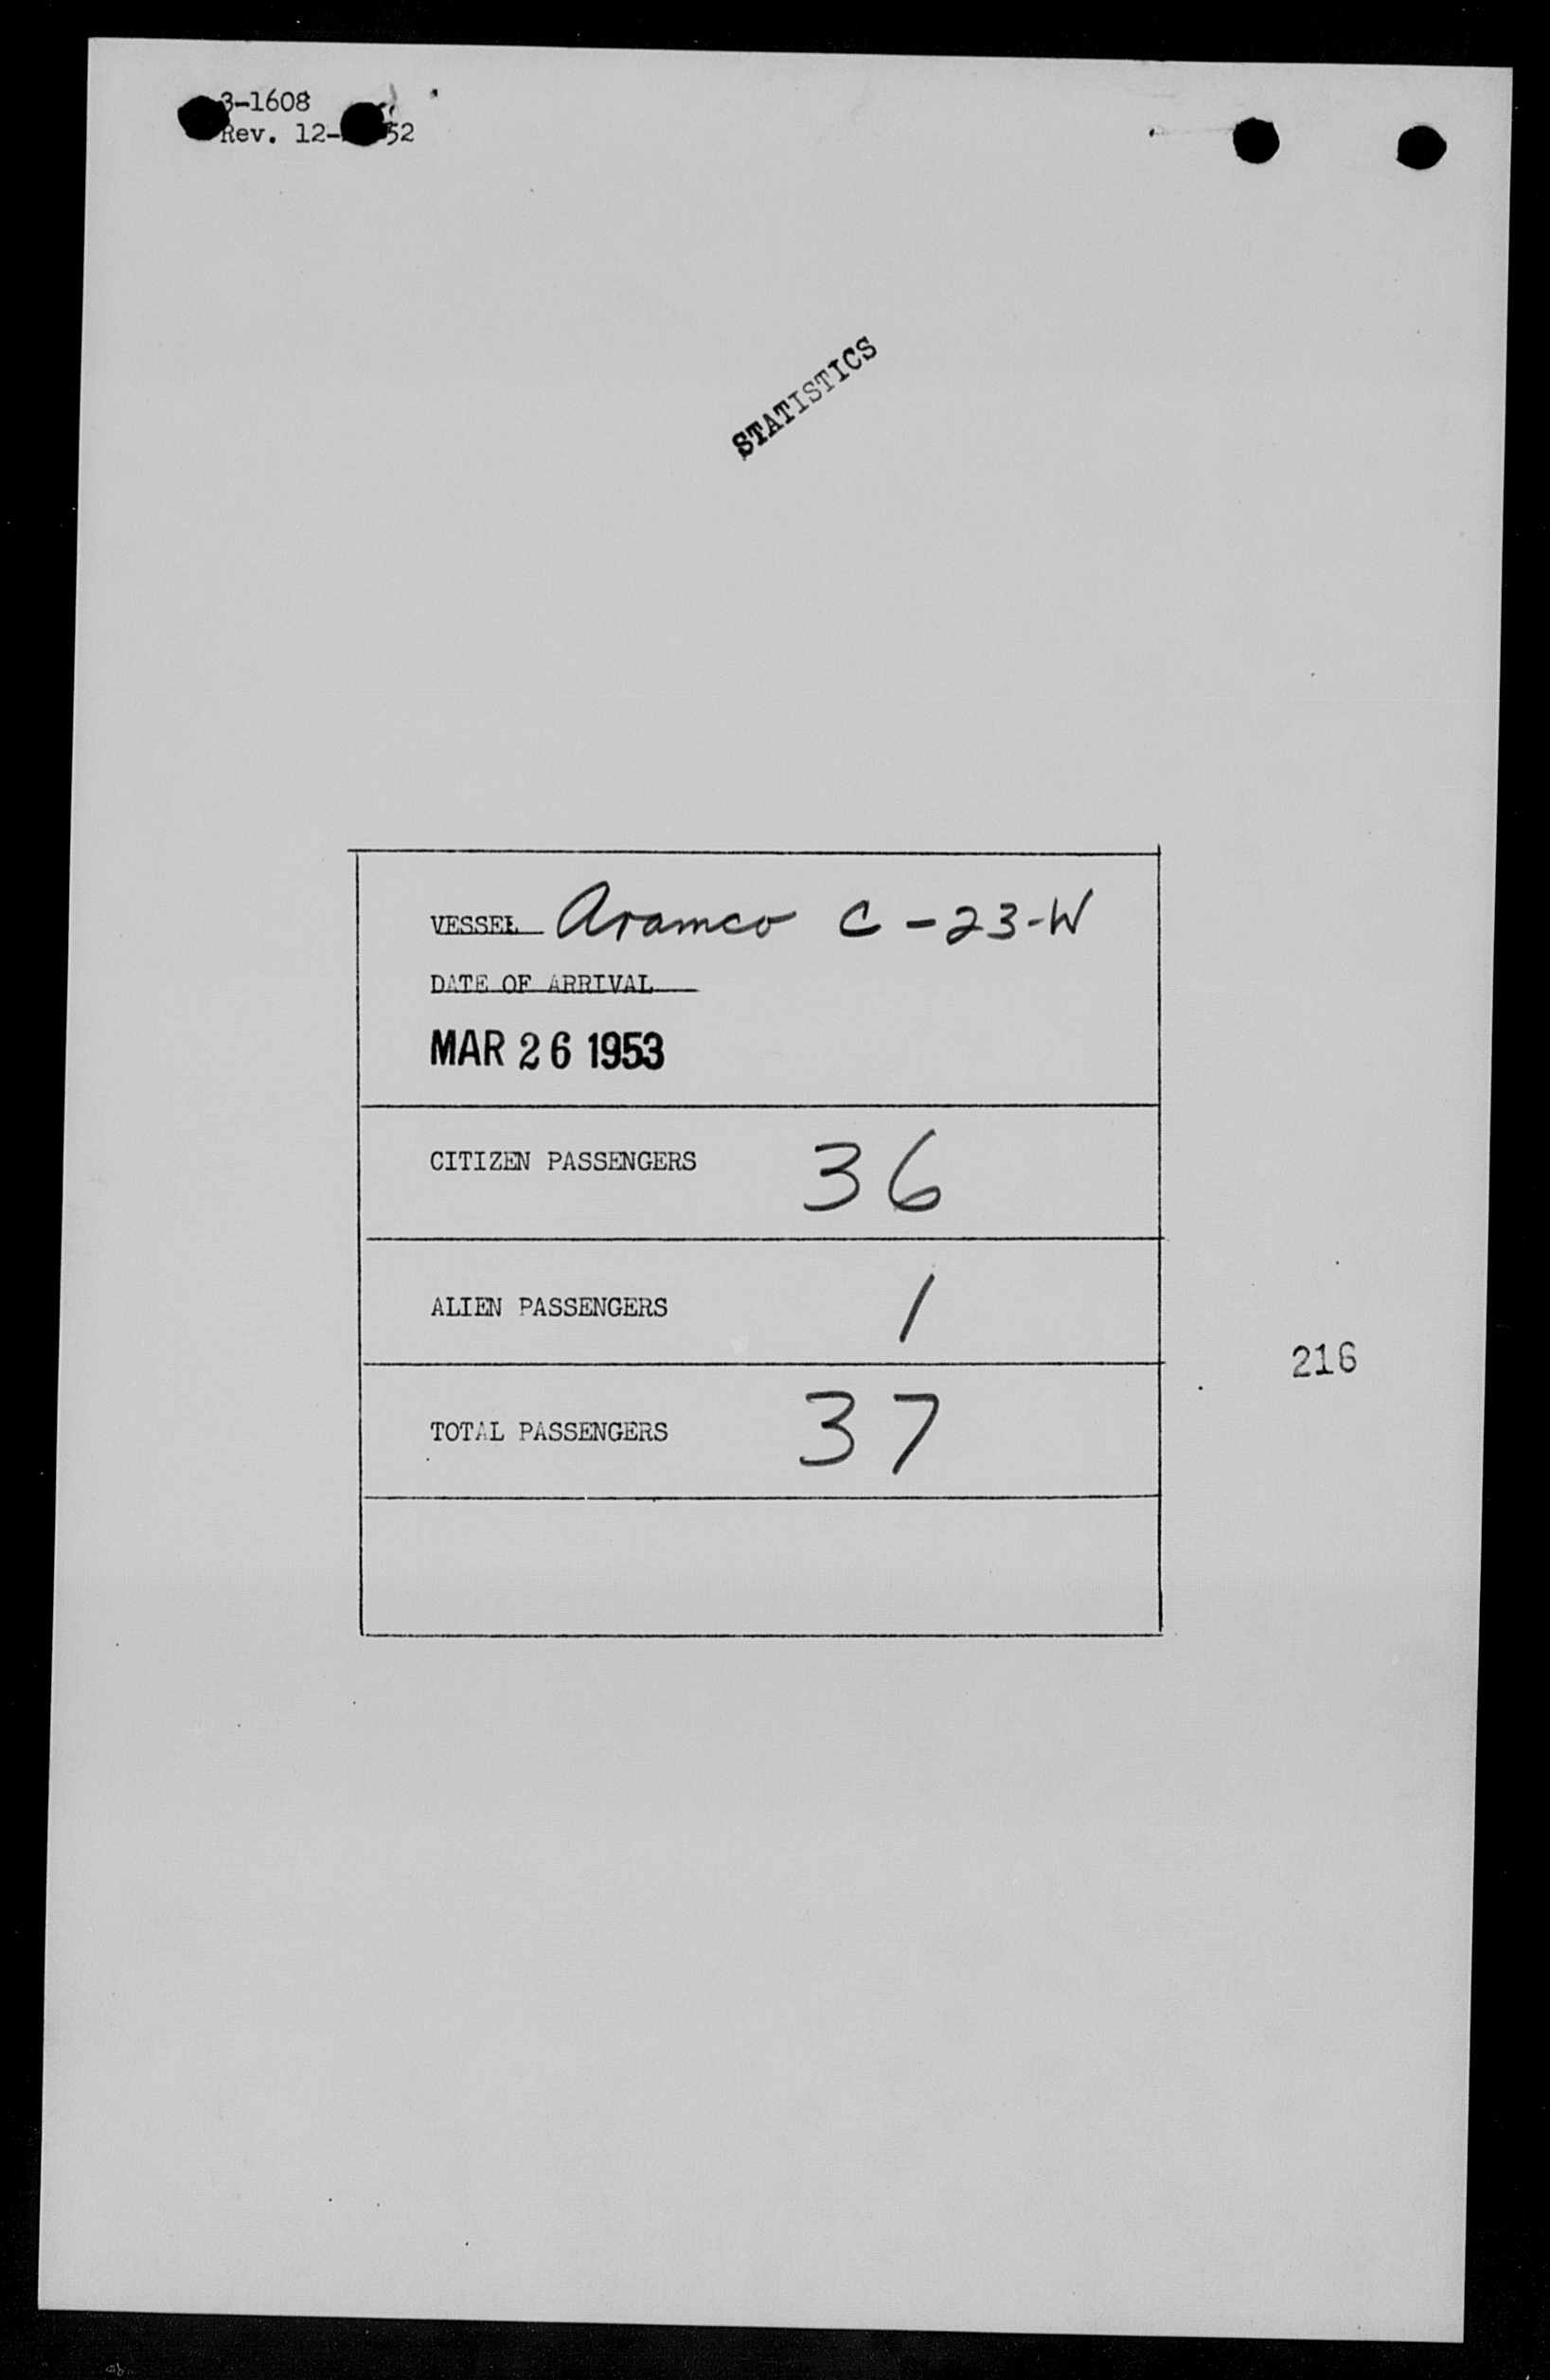 3-1608
Rev. 12- 52
STATISTICS
VESSEL Aramco C-23-W
DATE OF ARRIVAL
MAR 26 1953
CITIZEN PASSENGERS 36
ALIEN PASSENGERS 1
216
TOTAL PASSENGERS 37